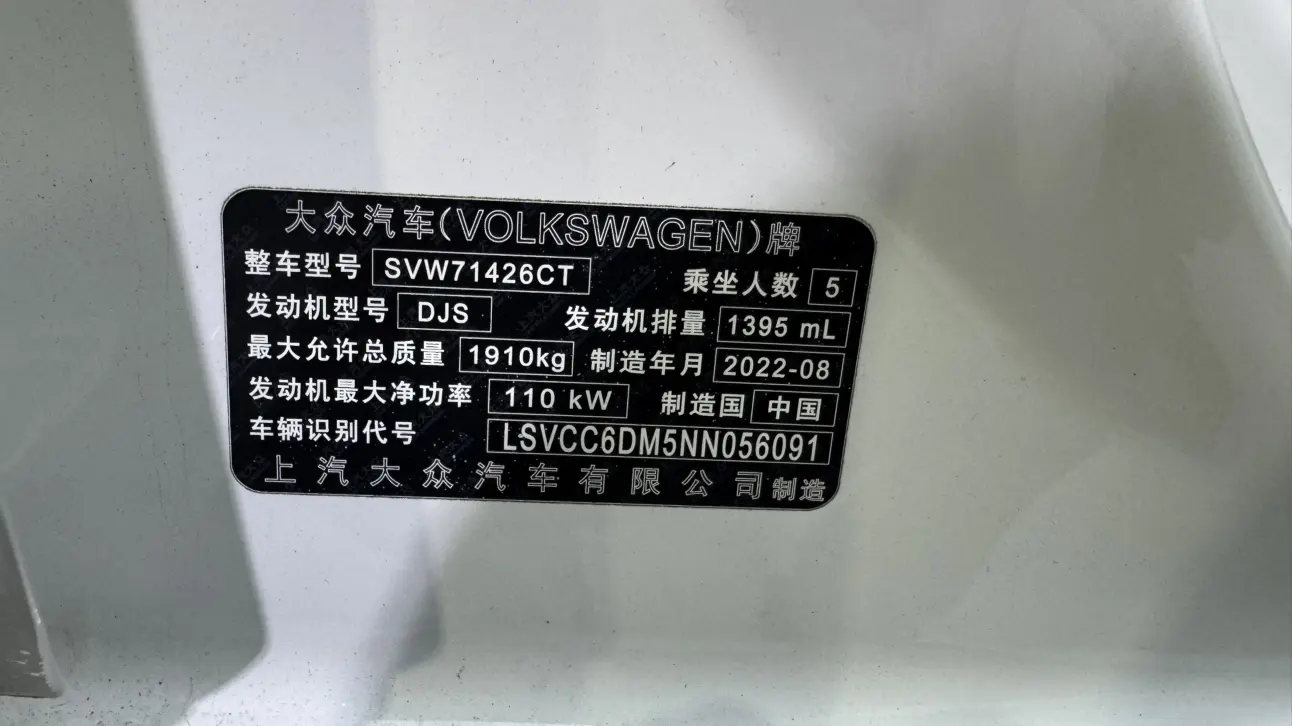 大众汽车(VOLKSWAGEN)牌
整车型号 SVW71426CT 乘坐人数 5
发动机型号 DJS 发动机排量 1395 mL
最大允许总质量 1910kg 制造年月 2022-08
发动机最大净功率 110 kW 制造国 中国
车辆识别代号 LSVCC6DM5NN056091
上汽大众汽车有限公司制造